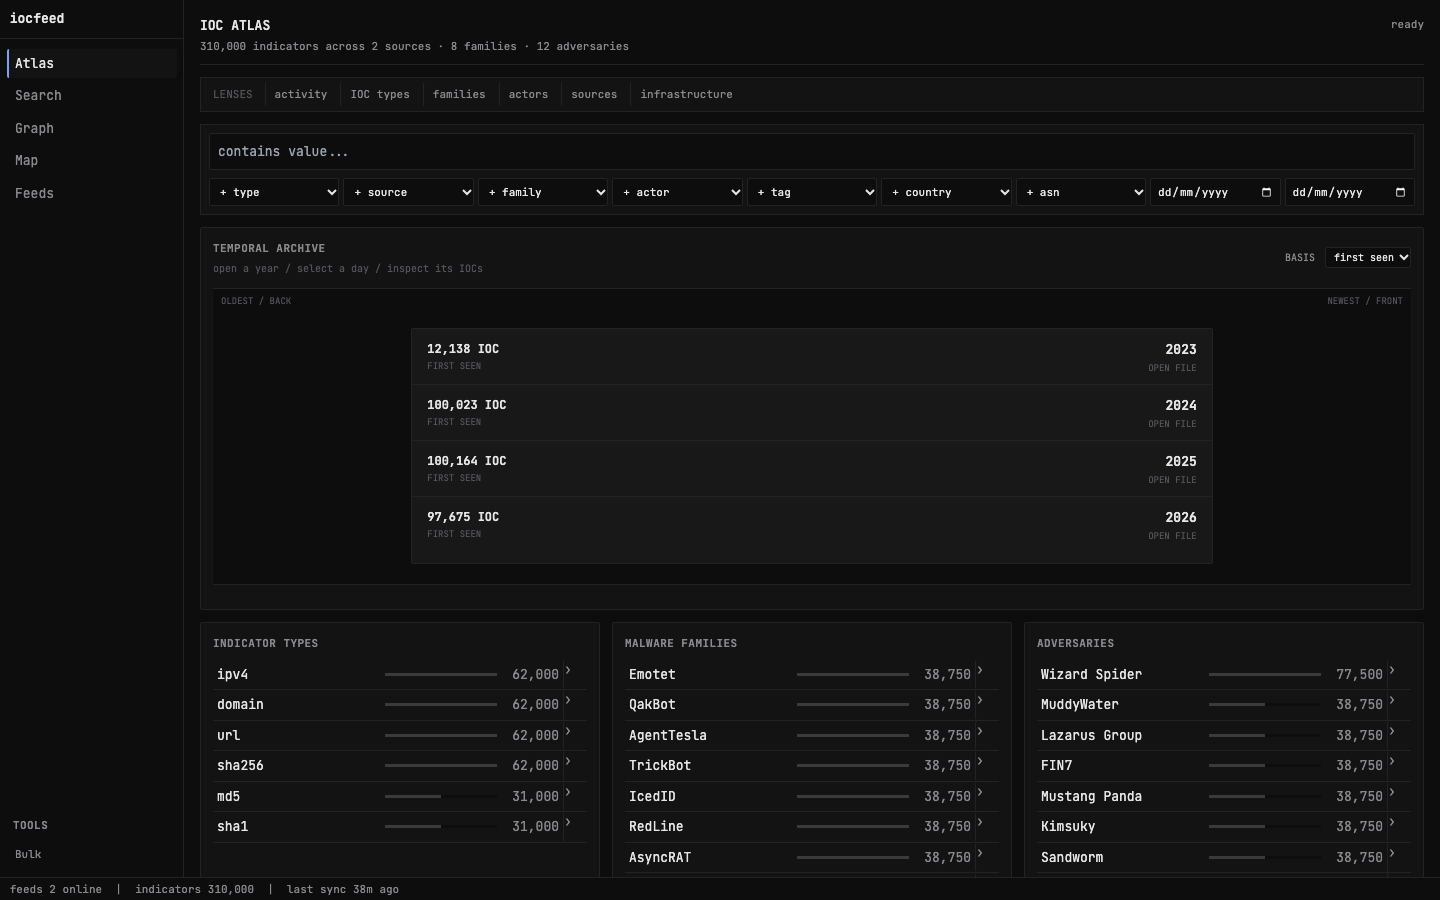 iocfeed
Atlas
Search
Graph
Map
Feeds
TOOLS
Bulk
IOC ATLAS
310,000 indicators across 2 sources · 8 families · 12 adversaries
ready
LENSES activity IOC types families actors sources infrastructure
contains value...
+ type + source + family + actor + tag + country + asn dd/mm/yyyy dd/mm/yyyy
TEMPORAL ARCHIVE
open a year / select a day / inspect its IOCs
BASIS first seen
OLDEST / BACK NEWEST / FRONT
12,138 IOC 2023
FIRST SEEN OPEN FILE
100,023 IOC 2024
FIRST SEEN OPEN FILE
100,164 IOC 2025
FIRST SEEN OPEN FILE
97,675 IOC 2026
FIRST SEEN OPEN FILE
INDICATOR TYPES
ipv4 62,000 ›
domain 62,000 ›
url 62,000 ›
sha256 62,000 ›
md5 31,000 ›
sha1 31,000 ›
MALWARE FAMILIES
Emotet 38,750 ›
QakBot 38,750 ›
AgentTesla 38,750 ›
TrickBot 38,750 ›
IcedID 38,750 ›
RedLine 38,750 ›
AsyncRAT 38,750 ›
ADVERSARIES
Wizard Spider 77,500 ›
MuddyWater 38,750 ›
Lazarus Group 38,750 ›
FIN7 38,750 ›
Mustang Panda 38,750 ›
Kimsuky 38,750 ›
Sandworm 38,750 ›
feeds 2 online | indicators 310,000 | last sync 38m ago